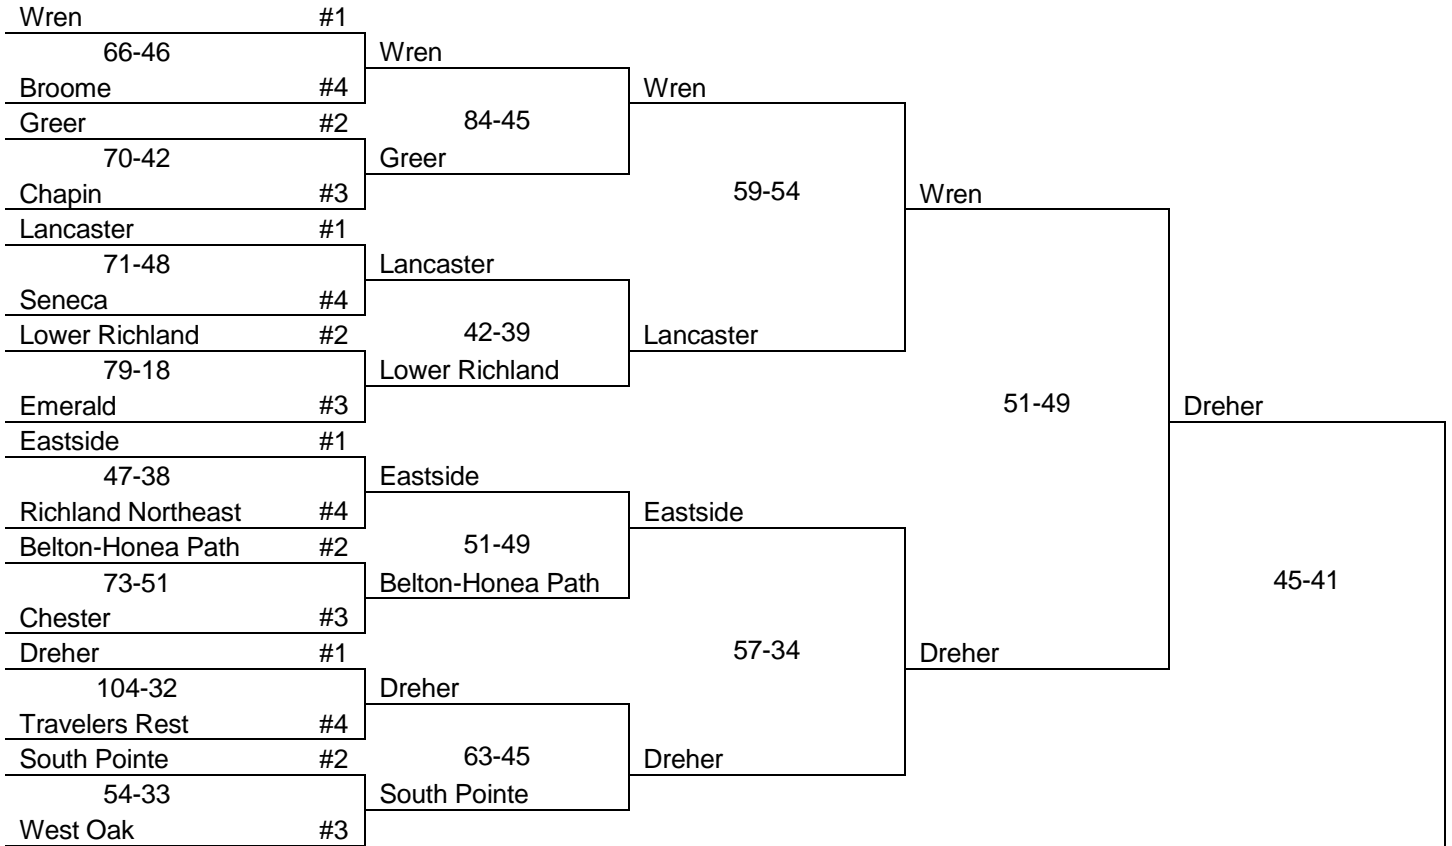 Wren #1
66-46 Wren
Broome #4 Wren
Greer #2 84-45
70-42 Greer
Chapin #3 59-54 Wren
Lancaster #1
71-48 Lancaster
Seneca #4
Lower Richland #2 42-39 Lancaster
79-18 Lower Richland
Emerald #3 51-49 Dreher
Eastside #1
47-38 Eastside
Richland Northeast #4 Eastside
Belton-Honea Path #2 51-49
73-51 Belton-Honea Path 45-41
Chester #3
Dreher #1 57-34 Dreher
104-32 Dreher
Travelers Rest #4
South Pointe #2 63-45 Dreher
54-33 South Pointe
West Oak #3